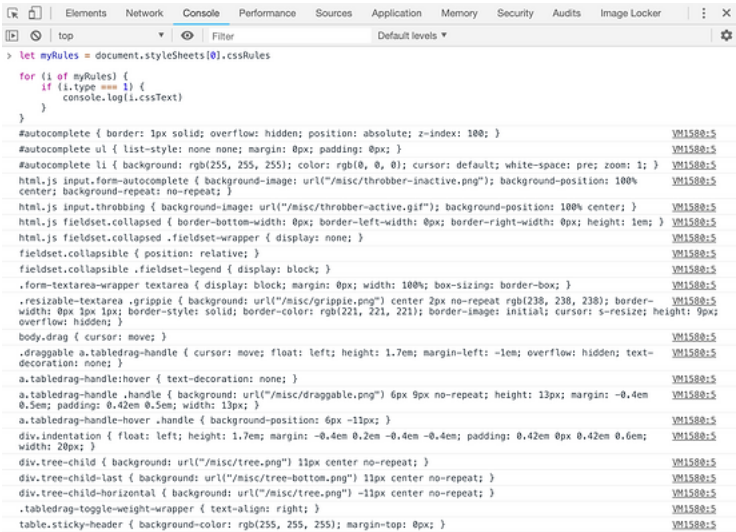 Elements Network Console Performance Sources Application Memory Security Audits Image Locker
top Filter Default levels
let myRules = document.styleSheets[0].cssRules
for (i of myRules) {
if (i.type === 1) {
console.log(i.cssText)
}
}
#autocomplete { border: 1px solid; overflow: hidden; position: absolute; z-index: 100; } VM1580:5
#autocomplete ul { list-style: none none; margin: 0px; padding: 0px; } VM1580:5
#autocomplete li { background: rgb(255, 255, 255); color: rgb(0, 0, 0); cursor: default; white-space: pre; zoom: 1; } VM1580:5
html.js input.form-autocomplete { background-image: url("/misc/throbber-inactive.png"); background-position: 100% VM1580:5
center; background-repeat: no-repeat; }
html.js input.throbbing { background-image: url("/misc/throbber-active.gif"); background-position: 100% center; } VM1580:5
html.js fieldset.collapsed { border-bottom-width: 0px; border-left-width: 0px; border-right-width: 0px; height: 1em; } VM1580:5
html.js fieldset.collapsed .fieldset-wrapper { display: none; } VM1580:5
fieldset.collapsible { position: relative; } VM1580:5
fieldset.collapsible .fieldset-legend { display: block; } VM1580:5
.form-textarea-wrapper textarea { display: block; margin: 0px; width: 100%; box-sizing: border-box; } VM1580:5
.resizable-textarea .grippie { background: url("/misc/grippie.png") center 2px no-repeat rgb(238, 238, 238); border- VM1580:5
width: 0px 1px 1px; border-style: solid; border-color: rgb(221, 221, 221); border-image: initial; cursor: s-resize; height: 9px;
overflow: hidden; }
body.drag { cursor: move; } VM1580:5
.draggable a.tabledrag-handle { cursor: move; float: left; height: 1.7em; margin-left: -1em; overflow: hidden; text- VM1580:5
decoration: none; }
a.tabledrag-handle:hover { text-decoration: none; } VM1580:5
a.tabledrag-handle .handle { background: url("/misc/draggable.png") 6px 9px no-repeat; height: 13px; margin: -0.4em VM1580:5
0.5em; padding: 0.42em 0.5em; width: 13px; }
a.tabledrag-handle-hover .handle { background-position: 6px -11px; } VM1580:5
div.indentation { float: left; height: 1.7em; margin: -0.4em 0.2em -0.4em -0.4em; padding: 0.42em 0px 0.42em 0.6em; VM1580:5
width: 20px; }
div.tree-child { background: url("/misc/tree.png") 11px center no-repeat; } VM1580:5
div.tree-child-last { background: url("/misc/tree-bottom.png") 11px center no-repeat; } VM1580:5
div.tree-child-horizontal { background: url("/misc/tree.png") -11px center no-repeat; } VM1580:5
.tabledrag-toggle-weight-wrapper { text-align: right; } VM1580:5
table.sticky-header { background-color: rgb(255, 255, 255); margin-top: 0px; } VM1580:5